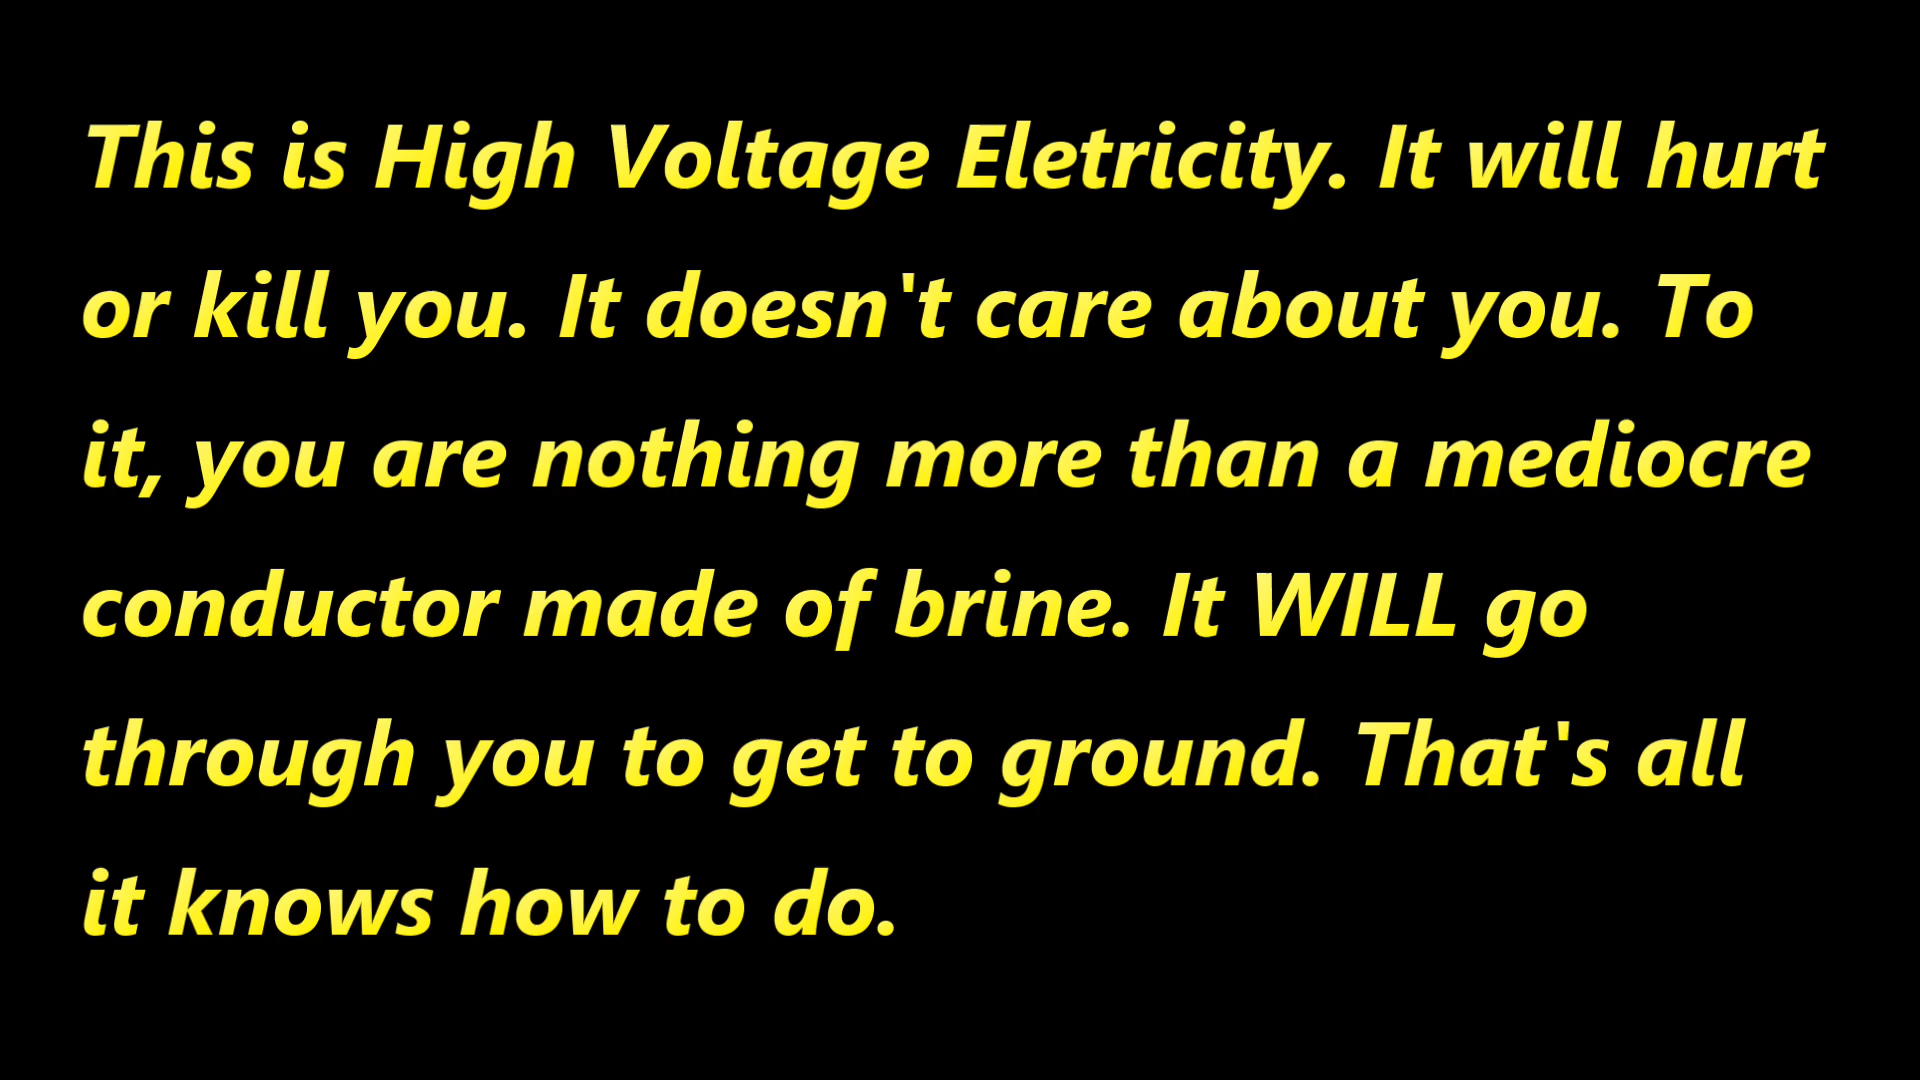 This is High Voltage Eletricity. It will hurt
or kill you. It doesn't care about you. To
it, you are nothing more than a mediocre
conductor made of brine. It WILL go
through you to get to ground. That's all
it knows how to do.